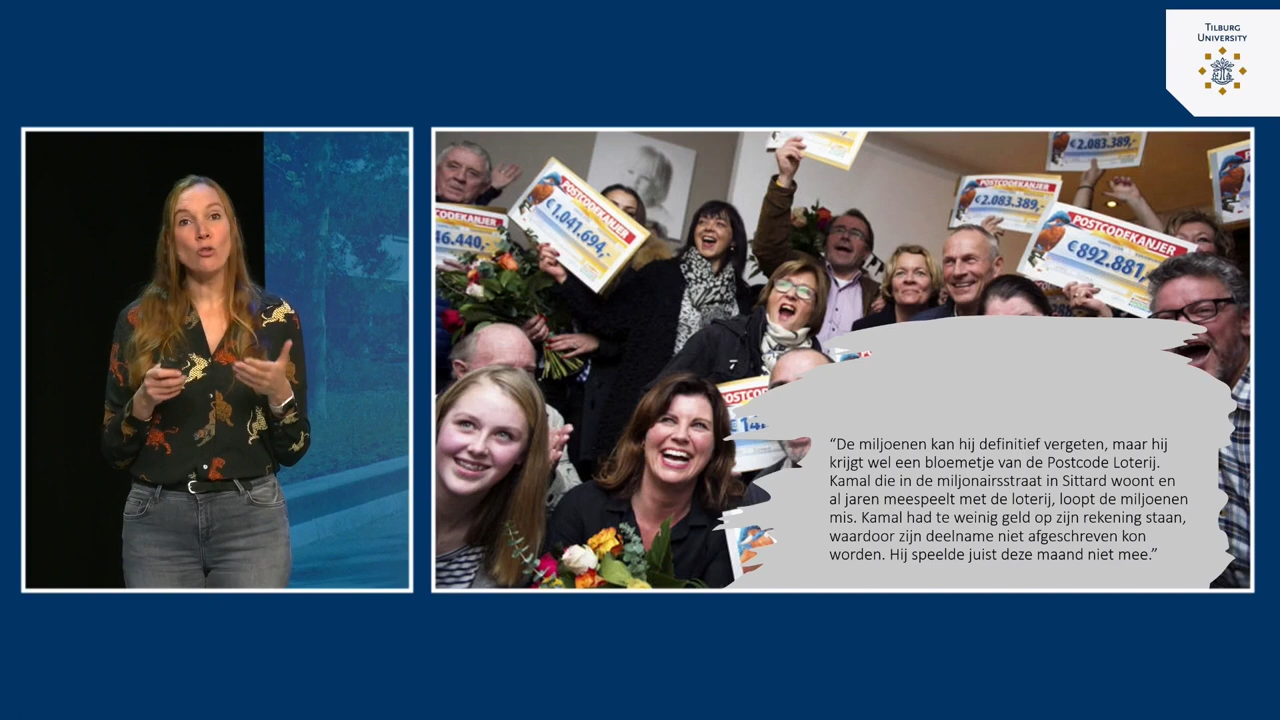 TILBURG
UNIVERSITY
€2.083.389,-
POSTCODEKANJER
€1.041.694,-
POSTCODEKANJER
€2.083.389,-
CODEKANJER
46.440,-
POSTCODEKANJER
€892.881,-
POSTCO
“De miljoenen kan hij definitief vergeten, maar hij
krijgt wel een bloemetje van de Postcode Loterij.
Kamal die in de miljonairsstraat in Sittard woont en
al jaren meespeelt met de loterij, loopt de miljoenen
mis. Kamal had te weinig geld op zijn rekening staan,
waardoor zijn deelname niet afgeschreven kon
worden. Hij speelde juist deze maand niet mee.”